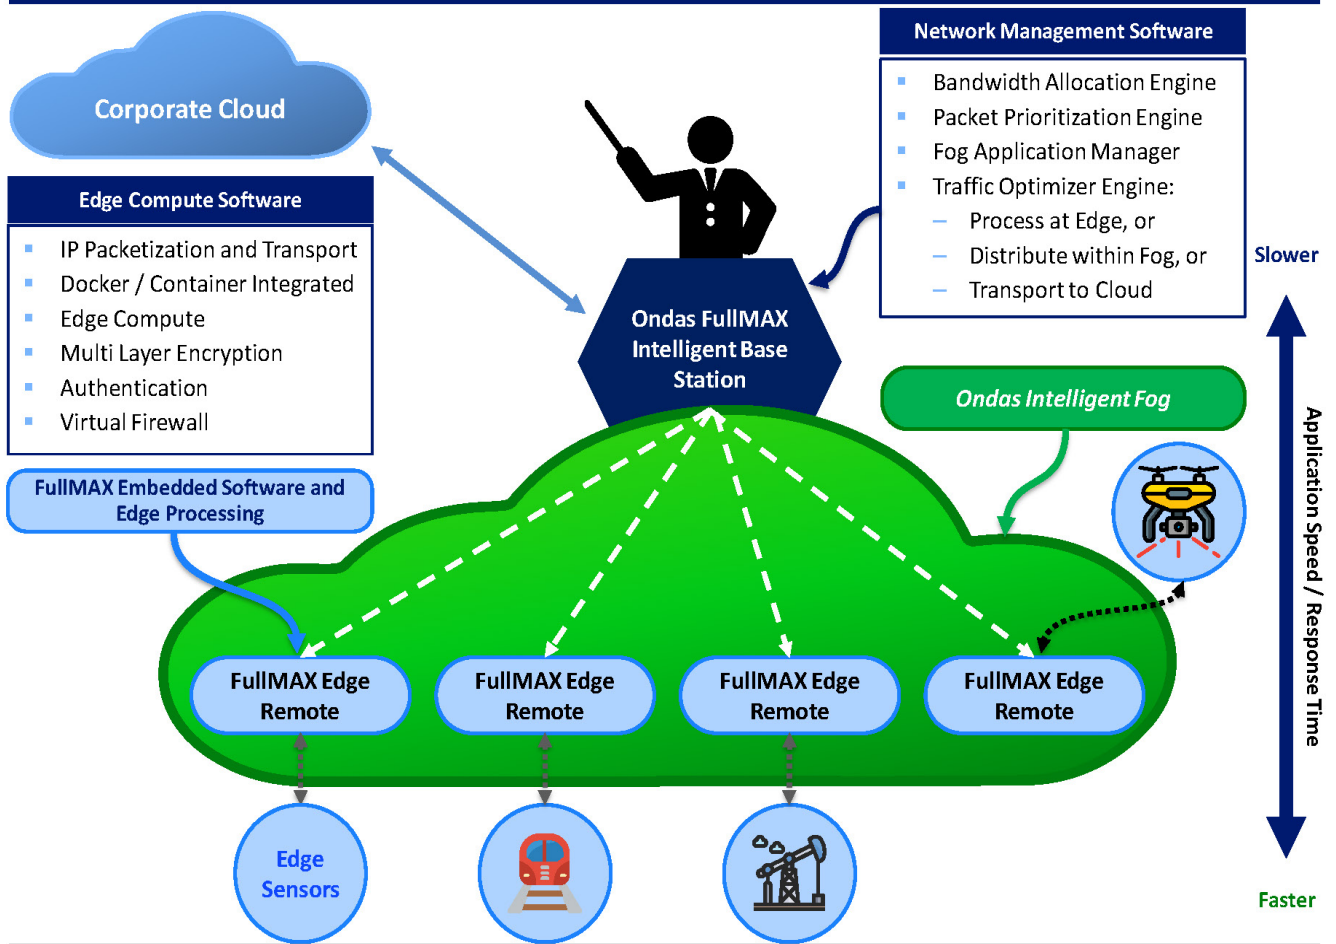 Corporate Cloud
Network Management Software
Bandwidth Allocation Engine
Packet Prioritization Engine
Fog Application Manager
Traffic Optimizer Engine:
– Process at Edge, or
– Distribute within Fog, or
– Transport to Cloud
Edge Compute Software
IP Packetization and Transport
Docker / Container Integrated
Edge Compute
Multi Layer Encryption
Authentication
Virtual Firewall
Ondas FullMAX
Intelligent Base
Station
Slower
Ondas Intelligent Fog
FullMAX Embedded Software and
Edge Processing
Application Speed / Response Time
FullMAX Edge
Remote
FullMAX Edge
Remote
FullMAX Edge
Remote
FullMAX Edge
Remote
Edge
Sensors
Faster